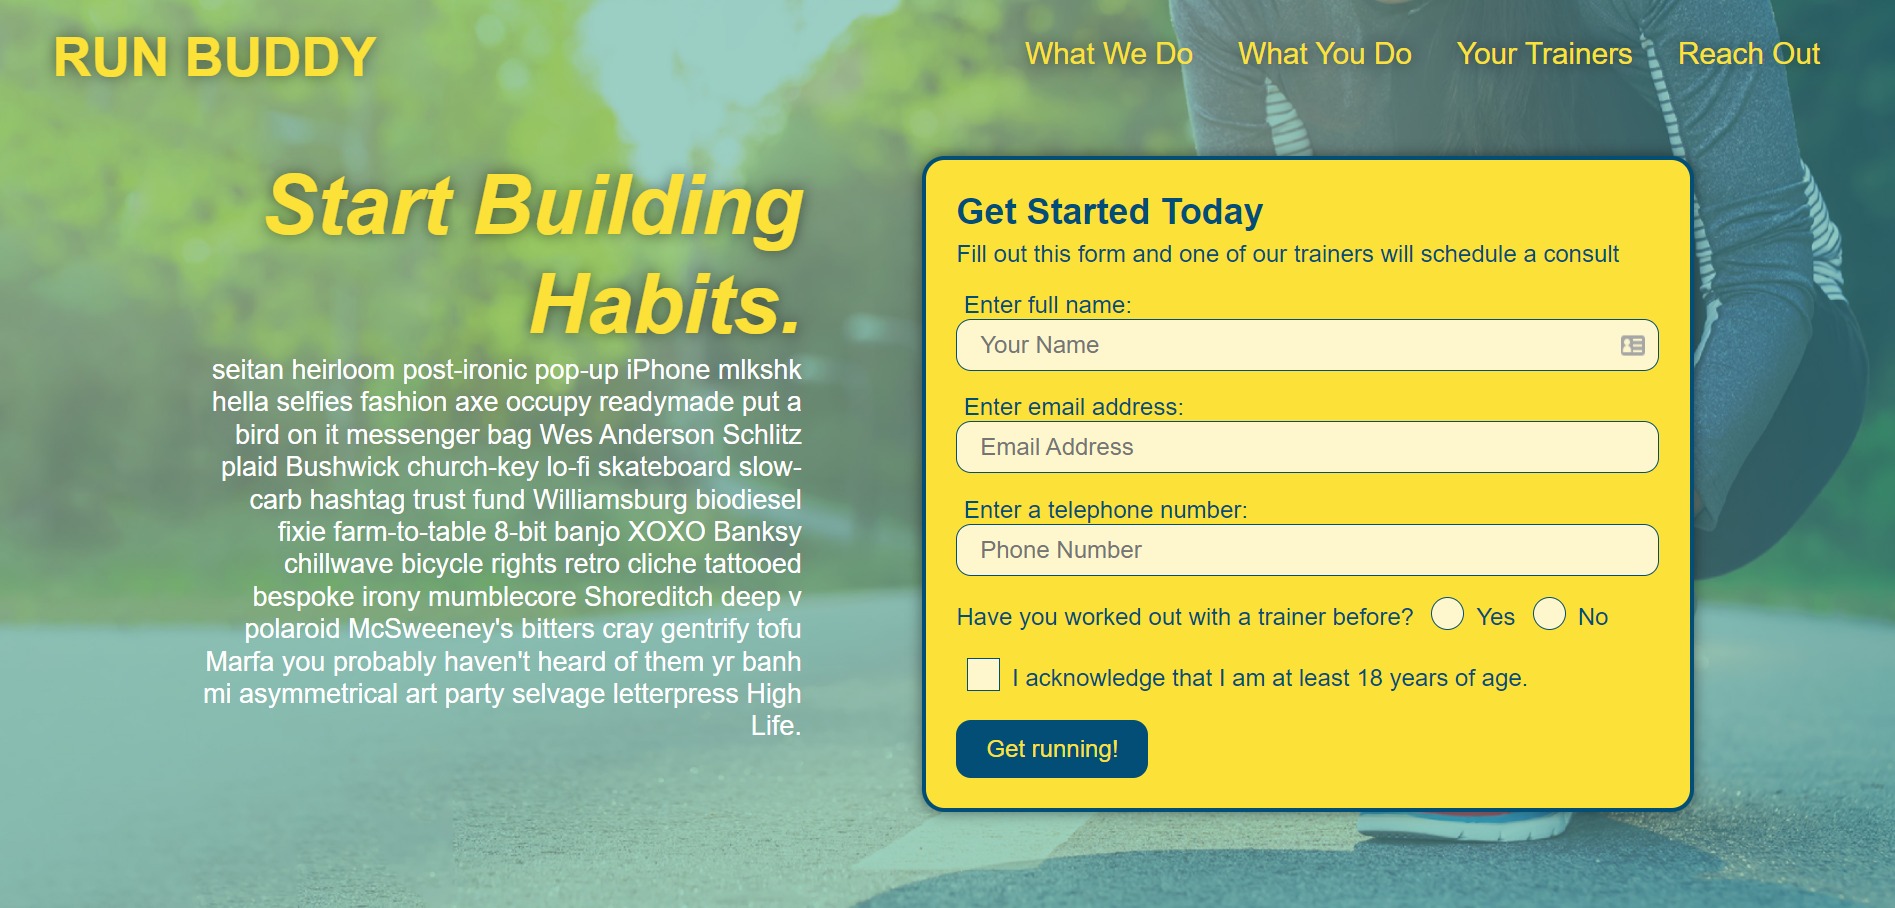 RUN BUDDY
What We Do What You Do Your Trainers Reach Out
Start Building
Habits.
seitan heirloom post-ironic pop-up iPhone mlkshk
hella selfies fashion axe occupy readymade put a
bird on it messenger bag Wes Anderson Schlitz
plaid Bushwick church-key lo-fi skateboard slow-
carb hashtag trust fund Williamsburg biodiesel
fixie farm-to-table 8-bit banjo XOXO Banksy
chillwave bicycle rights retro cliche tattooed
bespoke irony mumblecore Shoreditch deep v
polaroid McSweeney's bitters cray gentrify tofu
Marfa you probably haven't heard of them yr banh
mi asymmetrical art party selvage letterpress High
Life.
Get Started Today
Fill out this form and one of our trainers will schedule a consult
Enter full name:
Your Name
Enter email address:
Email Address
Enter a telephone number:
Phone Number
Have you worked out with a trainer before? Yes No
I acknowledge that I am at least 18 years of age.
Get running!